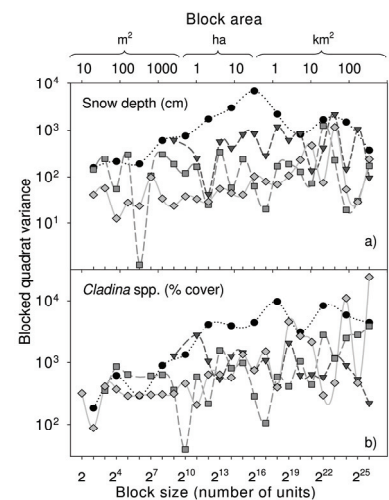 Block area
m² ha km²
10 100 1000 1 10 1 10 100
10⁴
Snow depth (cm)
10³
10²
10¹
a)
Blocked quadrat variance
Cladina spp. (% cover)
10⁴
10³
10²
b)
2 2⁴ 2⁷ 2¹⁰ 2¹³ 2¹⁶ 2¹⁹ 2²² 2²⁵
Block size (number of units)